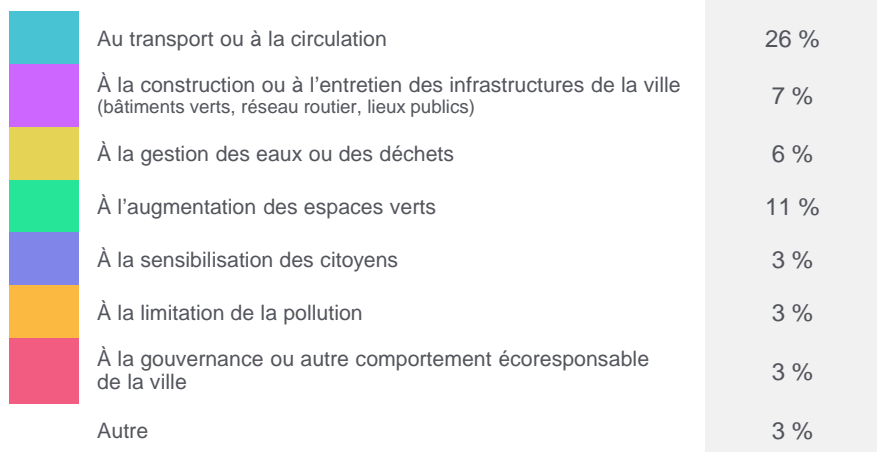 Au transport ou à la circulation 26 %
À la construction ou à l’entretien des infrastructures de la ville
(bâtiments verts, réseau routier, lieux publics) 7 %
À la gestion des eaux ou des déchets 6 %
À l’augmentation des espaces verts 11 %
À la sensibilisation des citoyens 3 %
À la limitation de la pollution 3 %
À la gouvernance ou autre comportement écoresponsable
de la ville 3 %
Autre 3 %